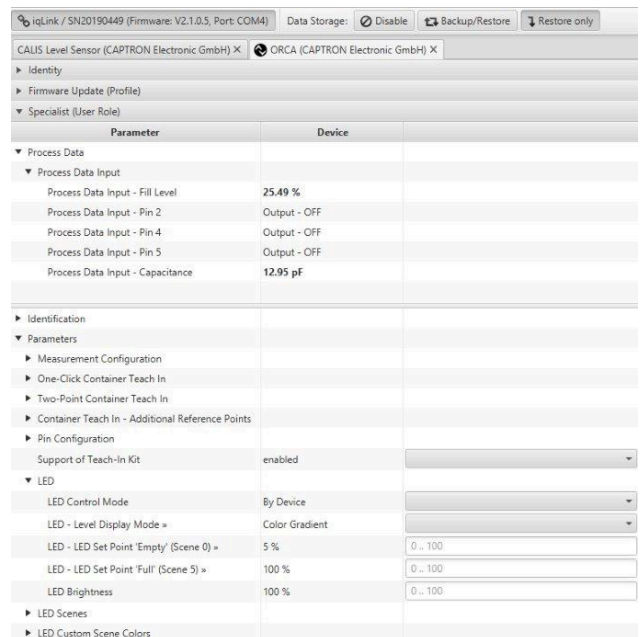 iqLink / SN20190449 (Firmware: V2.1.0.5, Port: COM4) Data Storage: Disable Backup/Restore Restore only
CALIS Level Sensor (CAPTRON Electronic GmbH) X ORCA (CAPTRON Electronic GmbH) X
Identity
Firmware Update (Profile)
Specialist (User Role)
Parameter Device
Process Data
Process Data Input
Process Data Input - Fill Level 25.49 %
Process Data Input - Pin 2 Output - OFF
Process Data Input - Pin 4 Output - OFF
Process Data Input - Pin 5 Output - OFF
Process Data Input - Capacitance 12.95 pF
Identification
Parameters
Measurement Configuration
One-Click Container Teach In
Two-Point Container Teach In
Container Teach In - Additional Reference Points
Pin Configuration
Support of Teach-In Kit enabled
LED
LED Control Mode By Device
LED - Level Display Mode » Color Gradient
LED - LED Set Point 'Empty' (Scene 0) » 5 % 0 .. 100
LED - LED Set Point 'Full' (Scene 5) » 100 % 0 .. 100
LED Brightness 100 % 0 .. 100
LED Scenes
LED Custom Scene Colors